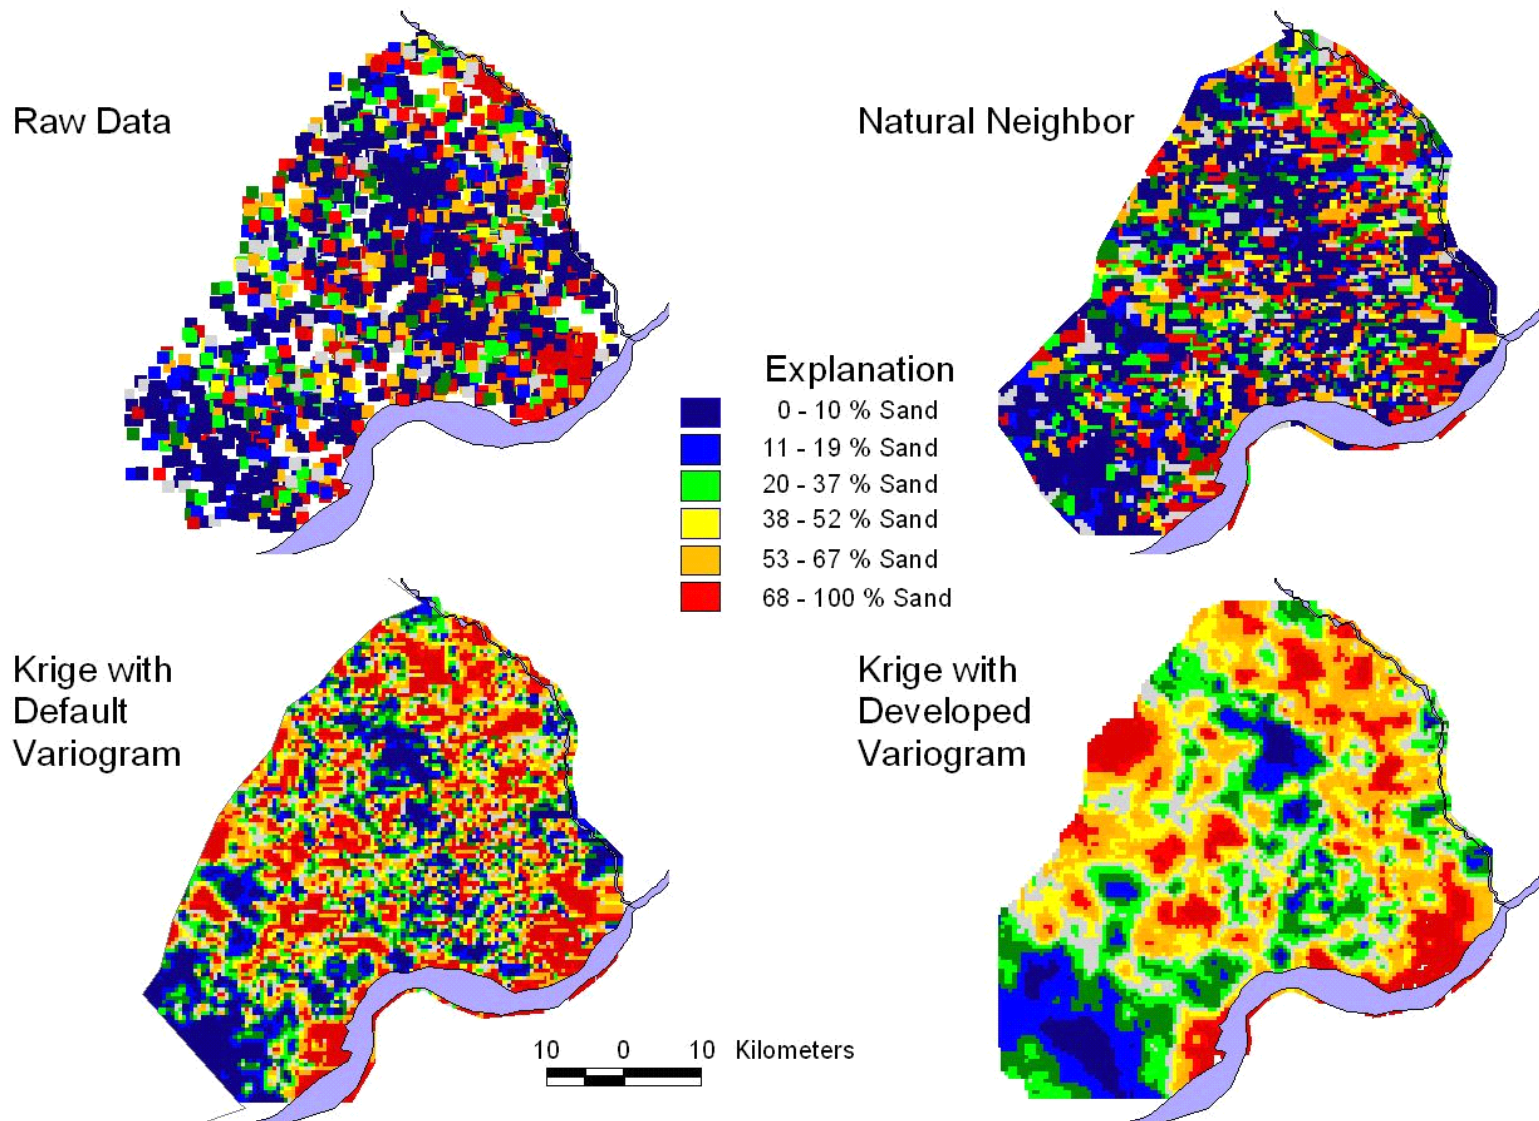 Raw Data
Natural Neighbor
Explanation
0 - 10 % Sand
11 - 19 % Sand
20 - 37 % Sand
38 - 52 % Sand
53 - 67 % Sand
68 - 100 % Sand
Krige with
Default
Variogram
Krige with
Developed
Variogram
10 0 10 Kilometers